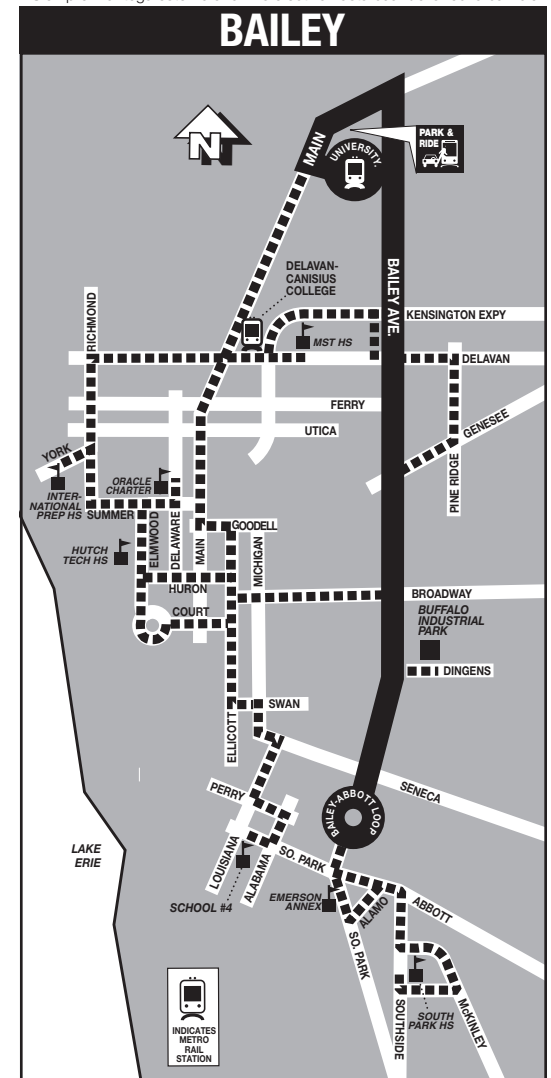 BAILEY
N
MAIN
UNIVERSITY
PARK &
RIDE
DELAVAN-
CANISIUS
COLLEGE
BAILEY AVE.
RICHMOND
KENSINGTON EXPY
MST HS
DELAVAN
FERRY
UTICA
GENESEE
PINE RIDGE
YORK
ORACLE
CHARTER
INTER-
NATIONAL
PREP HS
SUMMER
ELMWOOD
DELAWARE
MAIN
GOODELL
MICHIGAN
HUTCH
TECH HS
HURON
COURT
BROADWAY
BUFFALO
INDUSTRIAL
PARK
DINGENS
SWAN
ELLICOTT
SENECA
PERRY
BAILEY-ABBOTT LOOP
LOUISIANA
ALABAMA
SO. PARK
LAKE
ERIE
SCHOOL #4
EMERSON
ANNEX
ALAMO
ABBOTT
SO. PARK
SOUTHSIDE
SOUTH
PARK HS
McKINLEY
INDICATES
METRO
RAIL
STATION